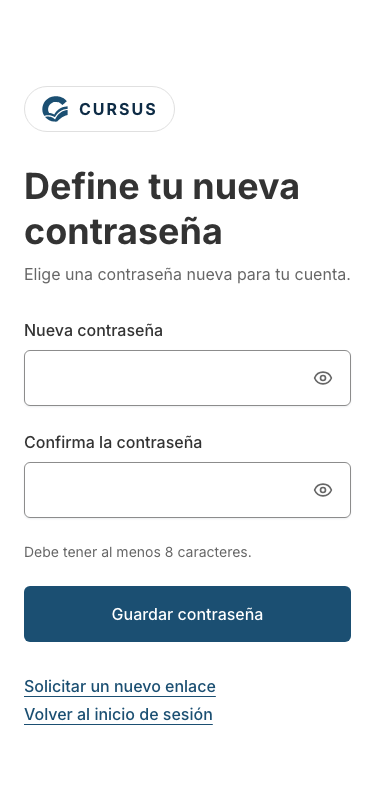 CURSUS
Define tu nueva
contraseña
Elige una contraseña nueva para tu cuenta.
Nueva contraseña
Confirma la contraseña
Debe tener al menos 8 caracteres.
Guardar contraseña
Solicitar un nuevo enlace
Volver al inicio de sesión